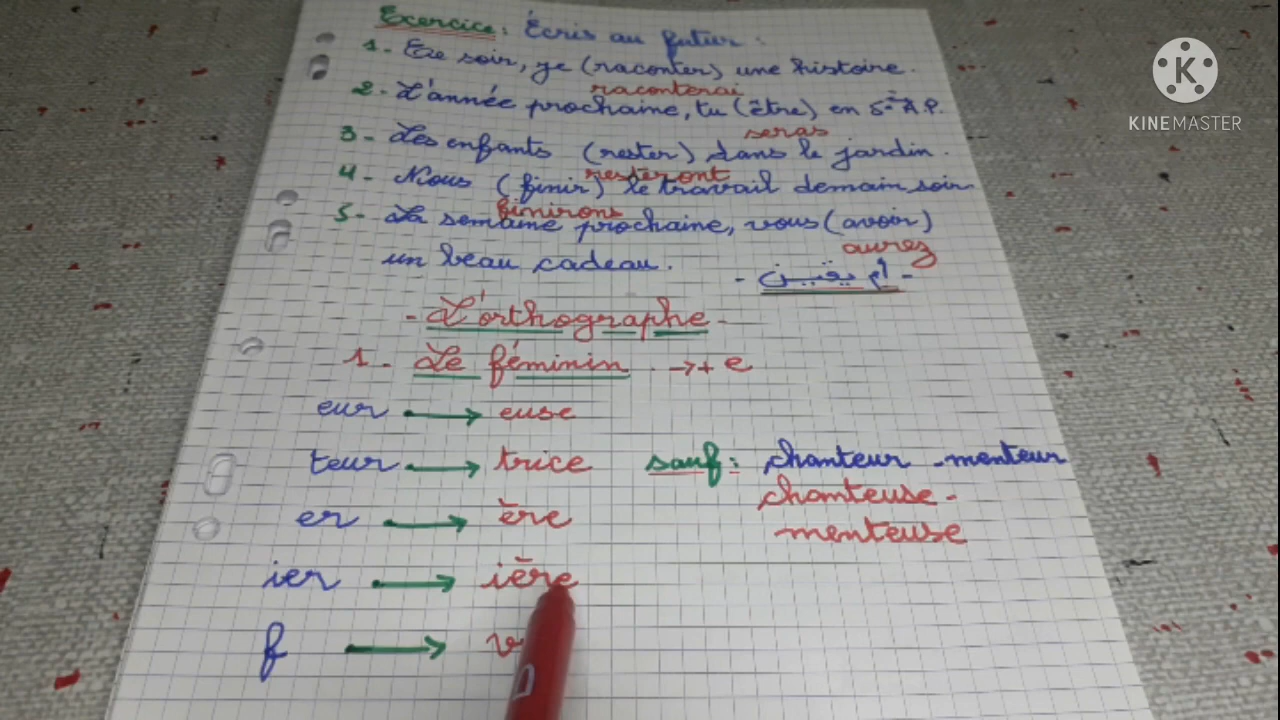 Exercice: Écris au futur:
1- Ce soir, je (raconter) une histoire.
raconterai
2- L'année prochaine, tu (être) en 5ᵉ A.P.
seras
3- Les enfants (rester) dans le jardin.
resteront
4- Nous (finir) le travail demain soir
finirons
5- La semaine prochaine, vous (avoir)
aurez
un beau cadeau.
- أم يقين -
- L'orthographe -
1- Le féminin → + e
eur → euse
teur → trice sauf: chanteur - menteur
chanteuse -
- menteuse
er → ère
ier → ière
f →
K
KINEMASTER